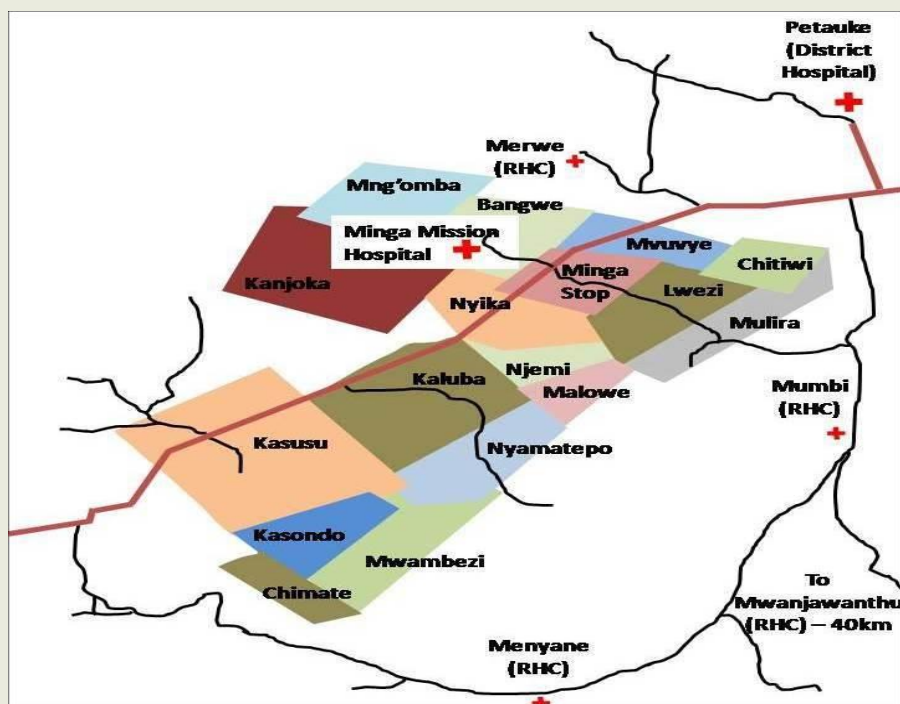 Petauke
(District
Hospital)
Merwe
(RHC)
Mng'omba
Bangwe
Minga Mission
Hospital
Mvuvye
Chitiwi
Minga
Stop
Lwezi
Kanjoka
Nyika
Mulira
Njemi
Kaluba
Malowe
Mumbi
(RHC)
Kasusu
Nyamatepo
Kasondo
Mwambezi
Chimate
To
Mwanjawanthu
(RHC) – 40km
Menyane
(RHC)